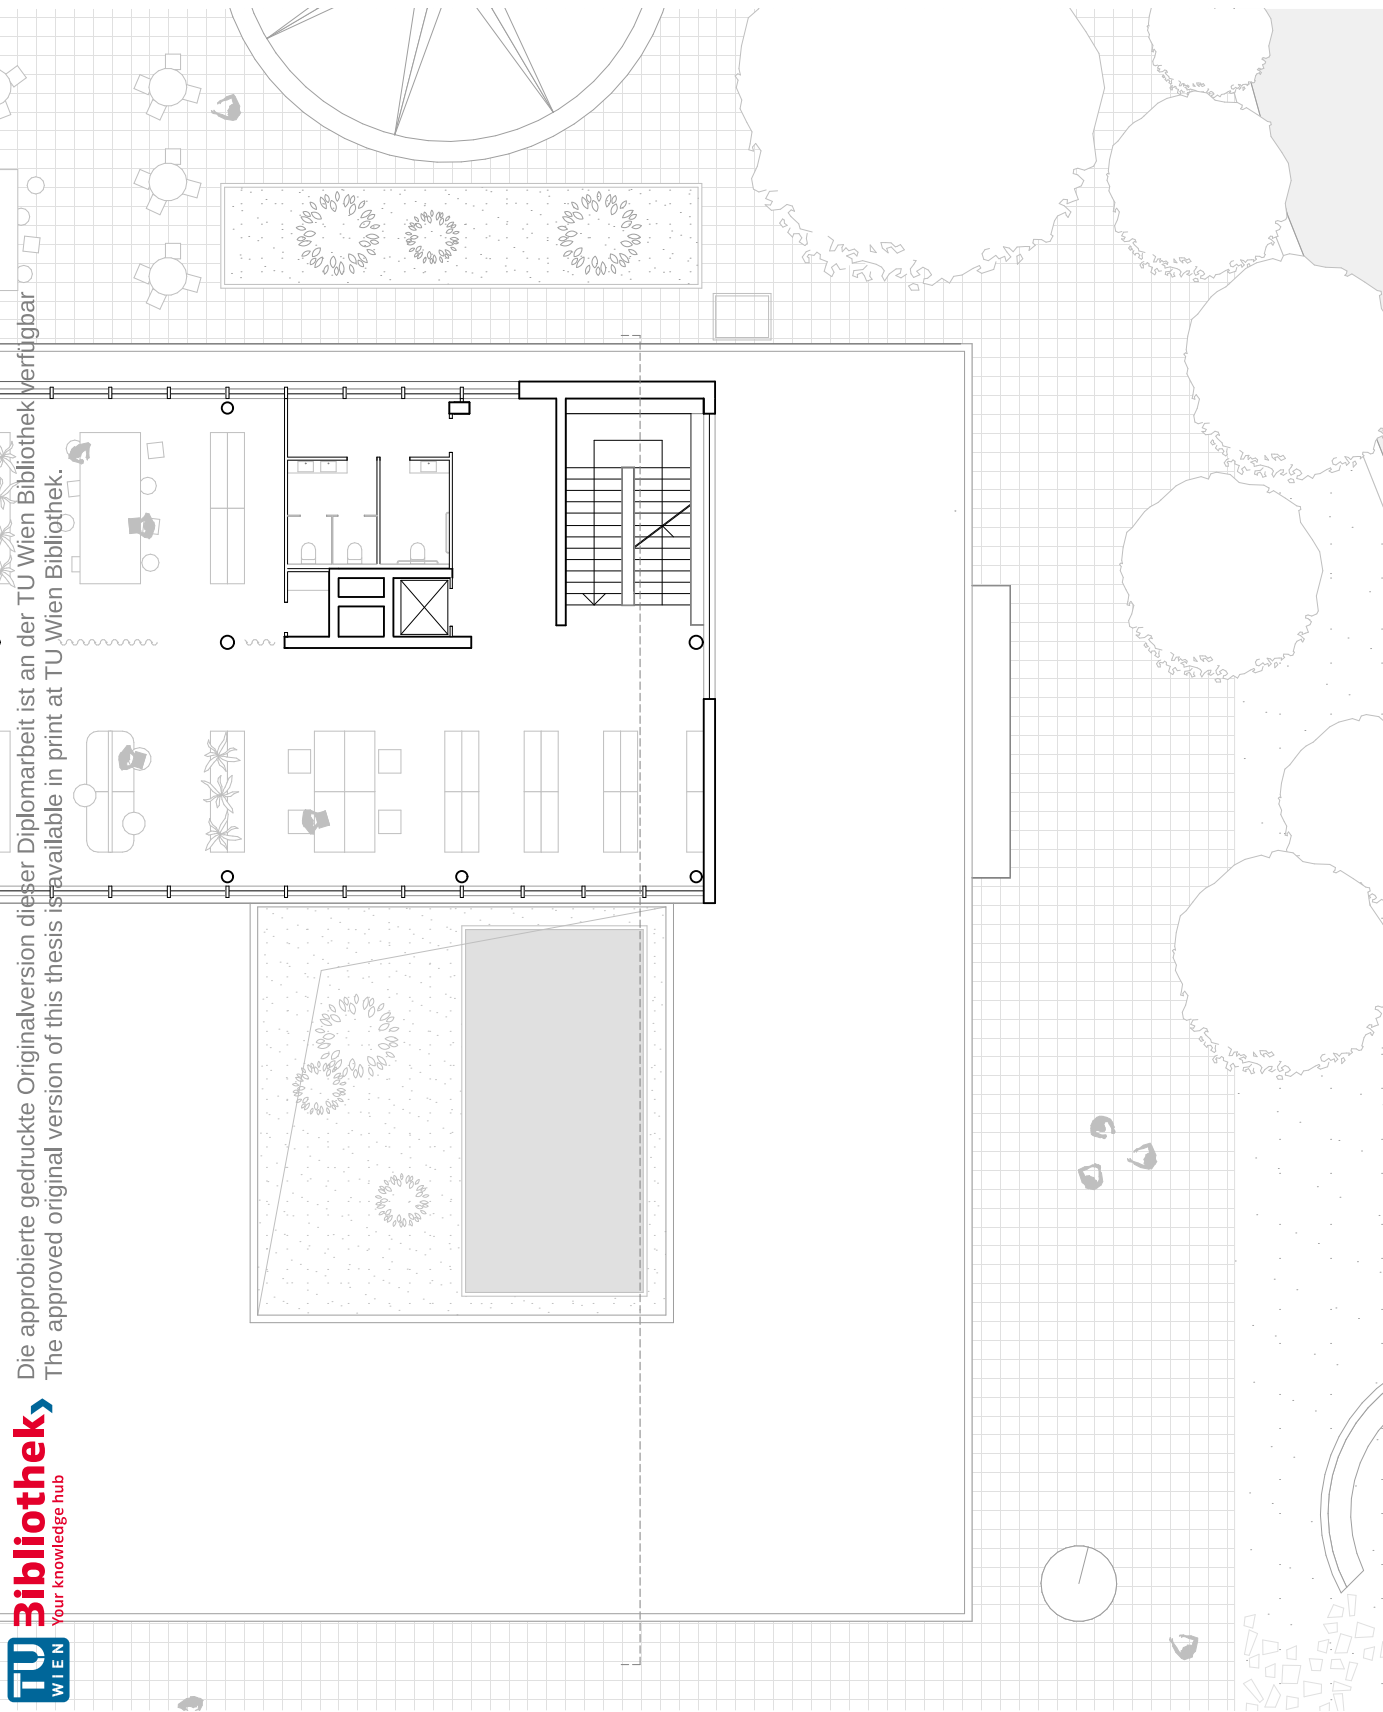 Die approbierte gedruckte Originalversion dieser Diplomarbeit ist an der TU Wien Bibliothek verfügbar
The approved original version of this thesis is available in print at TU Wien Bibliothek.
Bibliothek
Your knowledge hub
TU
WIEN